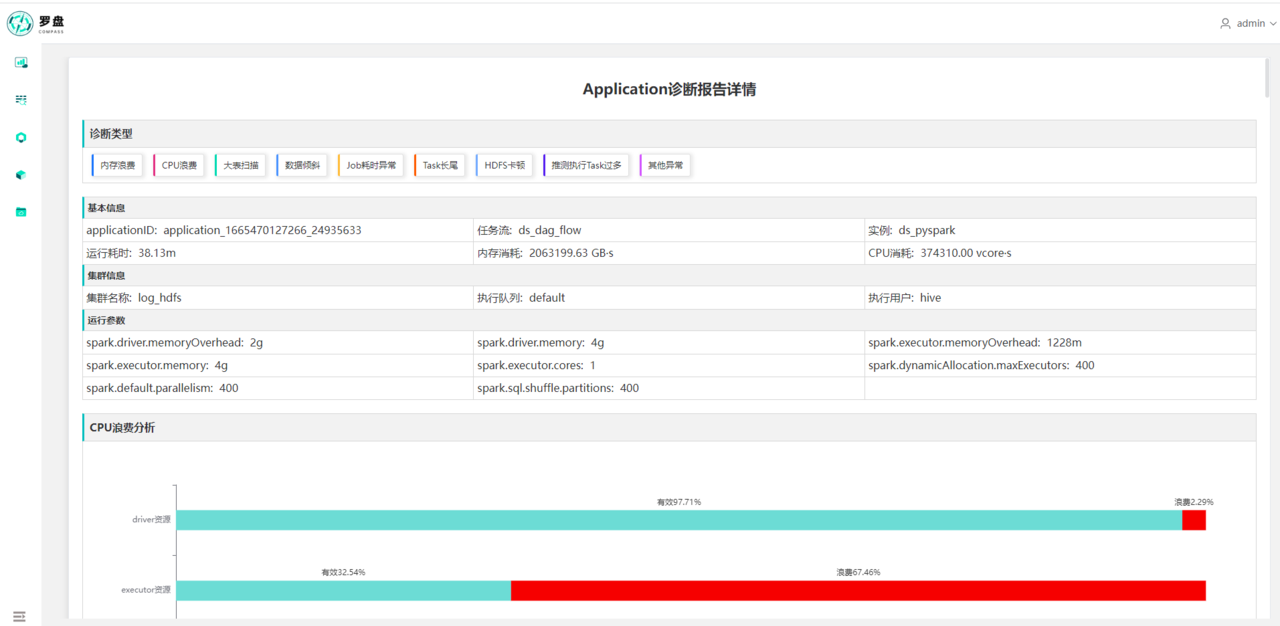 罗盘
COMPASS
admin
Application诊断报告详情
诊断类型
内存浪费 CPU浪费 大表扫描 数据倾斜 Job耗时异常 Task长尾 HDFS卡顿 推测执行Task过多 其他异常
基本信息
applicationID: application_1665470127266_24935633 任务流: ds_dag_flow 实例: ds_pyspark
运行耗时: 38.13m 内存消耗: 2063199.63 GB·s CPU消耗: 374310.00 vcore·s
集群信息
集群名称: log_hdfs 执行队列: default 执行用户: hive
运行参数
spark.driver.memoryOverhead: 2g spark.driver.memory: 4g spark.executor.memoryOverhead: 1228m
spark.executor.memory: 4g spark.executor.cores: 1 spark.dynamicAllocation.maxExecutors: 400
spark.default.parallelism: 400 spark.sql.shuffle.partitions: 400
CPU浪费分析
有效97.71% 浪费2.29%
driver资源
有效32.54% 浪费67.46%
executor资源